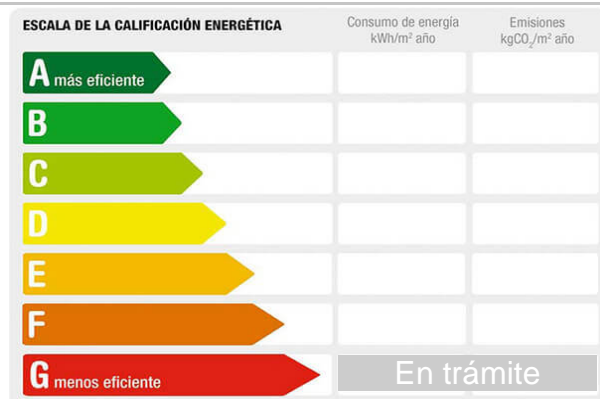 ESCALA DE LA CALIFICACIÓN ENERGÉTICA
Consumo de energía
kWh/m² año
Emisiones
kgCO₂/m² año
A más eficiente
B
C
D
E
F
G menos eficiente
En trámite